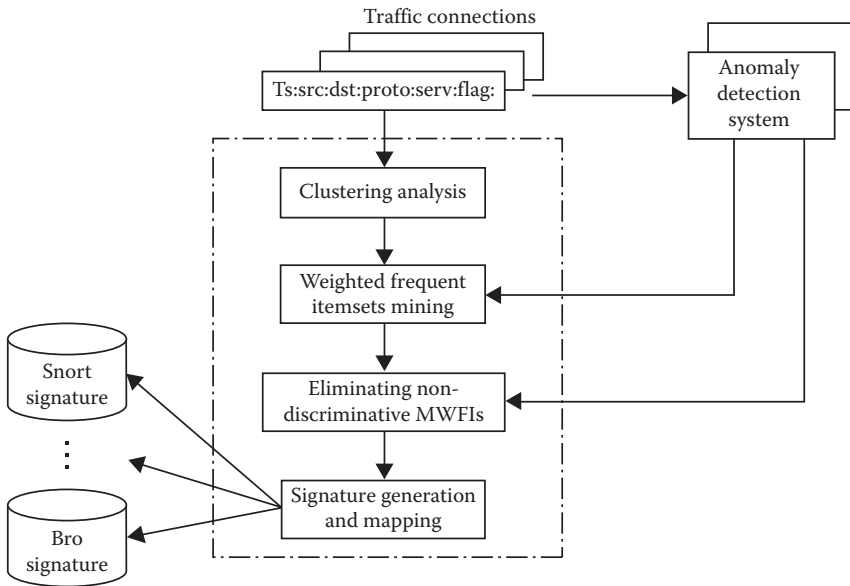 Traffic connections
Ts:src:dst:proto:serv:flag:
Anomaly
detection
system
Clustering analysis
Weighted frequent
itemsets mining
Snort
signature
Eliminating non-
discriminative MWFIs
Signature generation
and mapping
Bro
signature